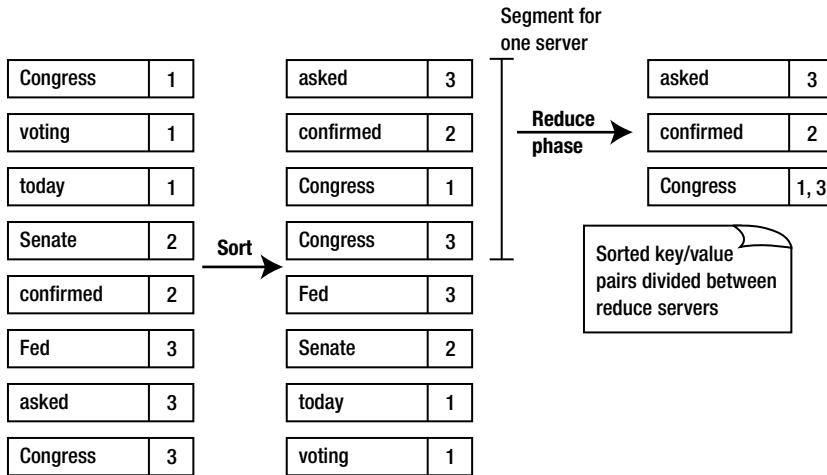 Segment for
one server
Congress 1
voting 1
today 1
Senate 2
confirmed 2
Fed 3
asked 3
Congress 3
Sort
asked 3
confirmed 2
Congress 1
Congress 3
Fed 3
Senate 2
today 1
voting 1
Reduce
phase
asked 3
confirmed 2
Congress 1, 3
Sorted key/value
pairs divided between
reduce servers